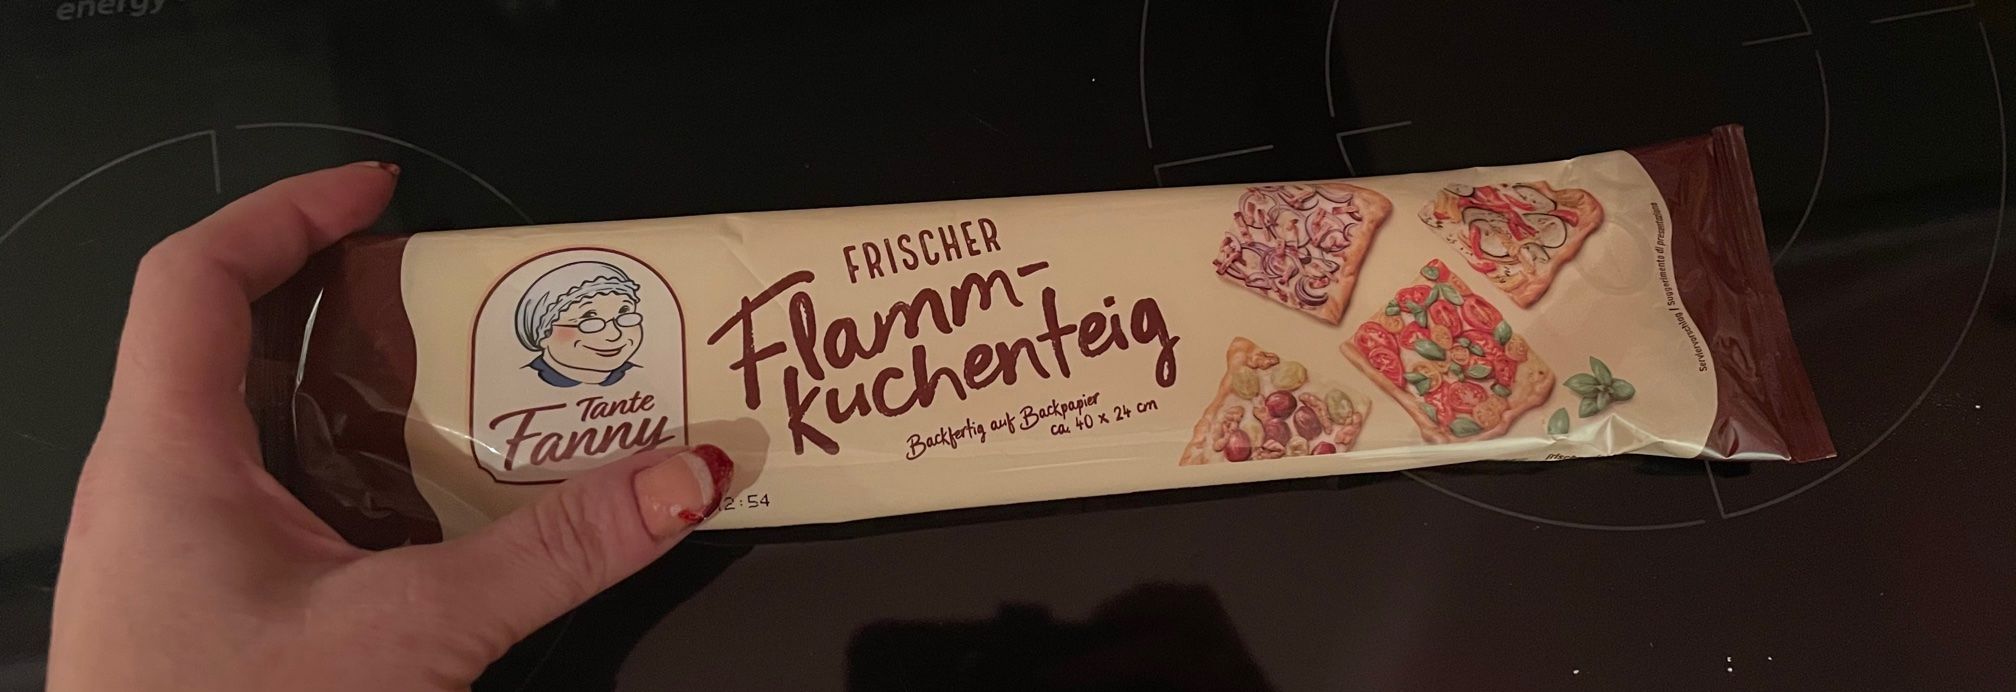 energy
Tante
Fanny
FRISCHER
Flamm-
kuchenteig
Backfertig auf Backpapier
ca. 40 x 24 cm
2:54
Serviervorschlag | Suggerimento di presentazione